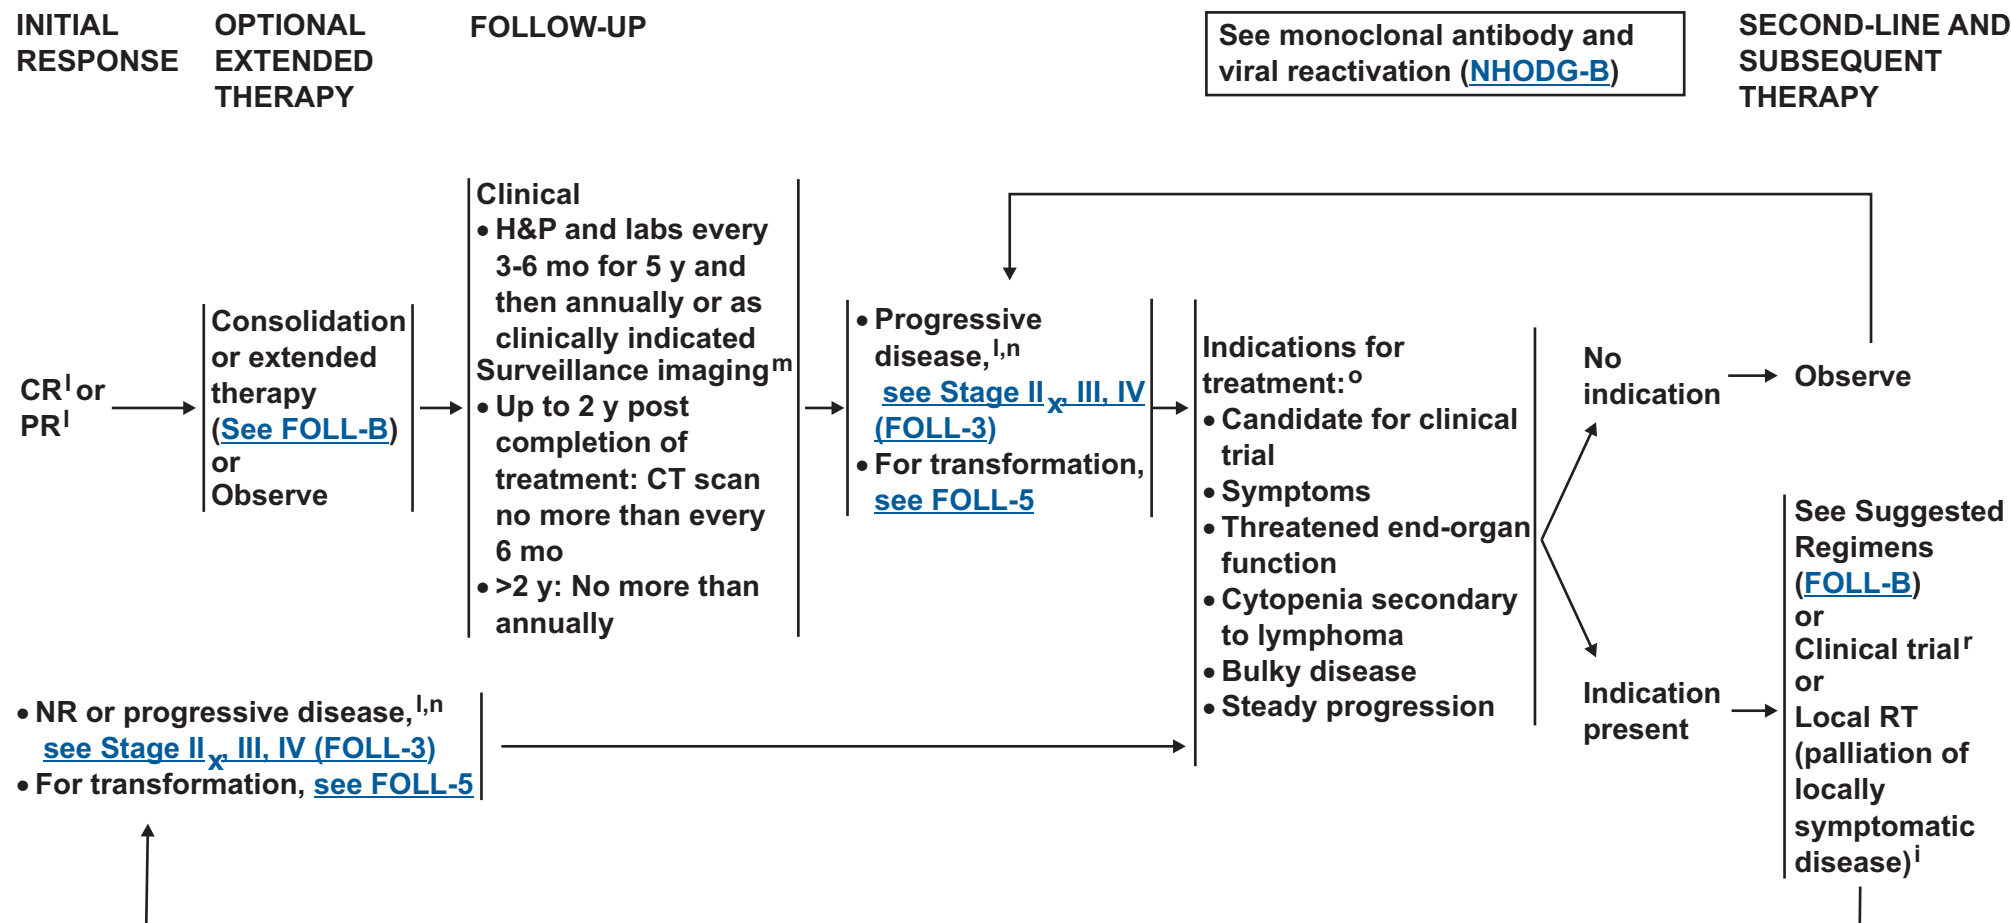 INITIAL
RESPONSE
OPTIONAL
EXTENDED
THERAPY
FOLLOW-UP
See monoclonal antibody and
viral reactivation (NHODG-B)
SECOND-LINE AND
SUBSEQUENT
THERAPY
CRl or
PRl
Consolidation
or extended
therapy
(See FOLL-B)
or
Observe
Clinical
• H&P and labs every
3-6 mo for 5 y and
then annually or as
clinically indicated
Surveillance imagingm
• Up to 2 y post
completion of
treatment: CT scan
no more than every
6 mo
• >2 y: No more than
annually
• Progressive
disease,l,n
see Stage IIx, III, IV
(FOLL-3)
• For transformation,
see FOLL-5
• NR or progressive disease,l,n
see Stage IIx, III, IV (FOLL-3)
• For transformation, see FOLL-5
Indications for
treatment:o
• Candidate for clinical
trial
• Symptoms
• Threatened end-organ
function
• Cytopenia secondary
to lymphoma
• Bulky disease
• Steady progression
No
indication
Observe
Indication
present
See Suggested
Regimens
(FOLL-B)
or
Clinical trialr
or
Local RT
(palliation of
locally
symptomatic
disease)i